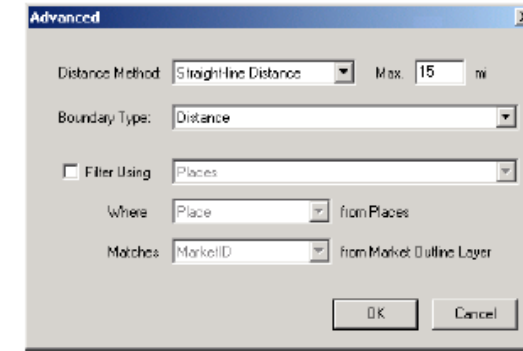 Advanced
Distance Method: Straight-line Distance Max. 15 mi
Boundary Type: Distance
Filter Using Places
Where Place from Places
Matches MarketID from Market Outline Layer
OK Cancel